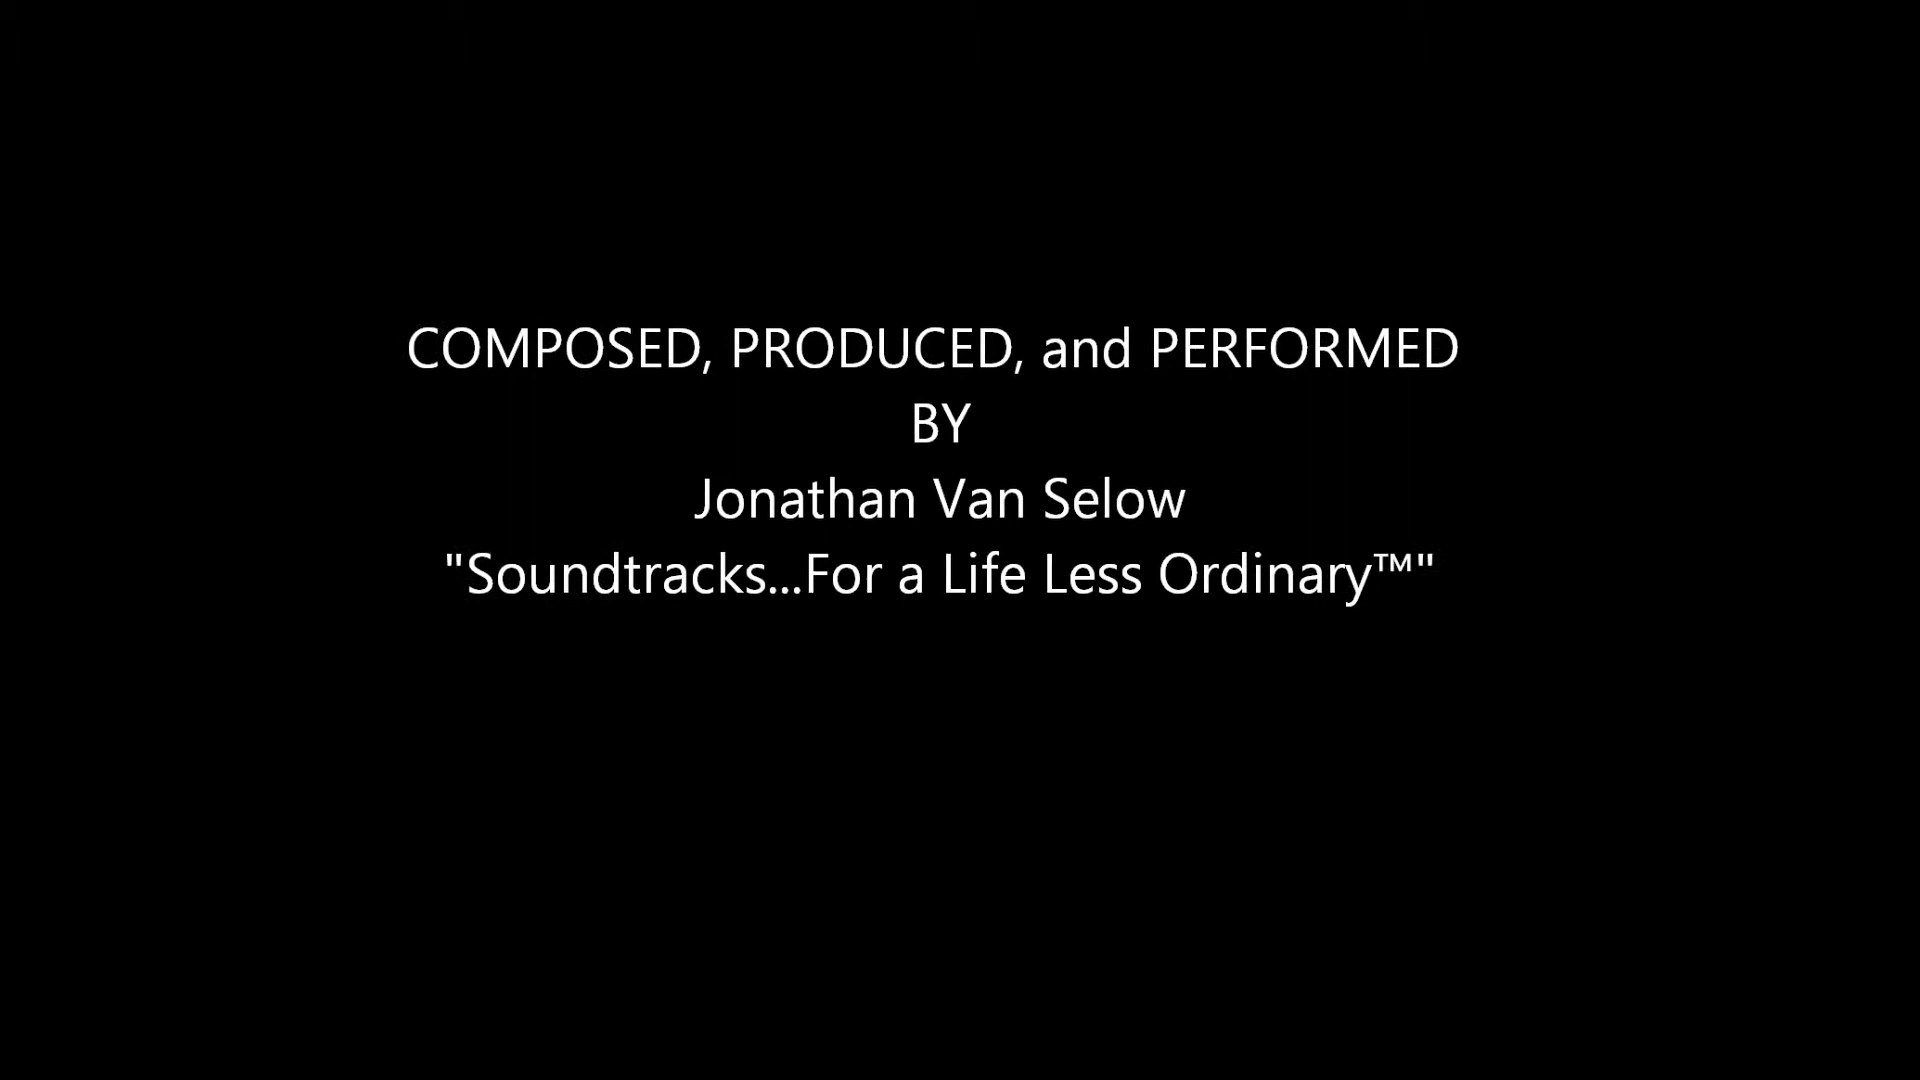 COMPOSED, PRODUCED, and PERFORMED
BY
Jonathan Van Selow
"Soundtracks...For a Life Less Ordinary™"